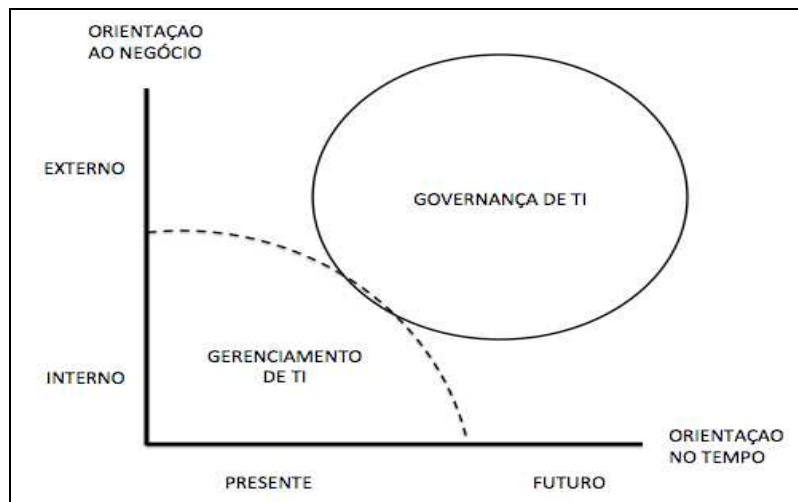 ORIENTAÇAO
AO NEGÓCIO
EXTERNO
GOVERNANÇA DE TI
GERENCIAMENTO
DE TI
INTERNO
ORIENTAÇAO
NO TEMPO
PRESENTE
FUTURO